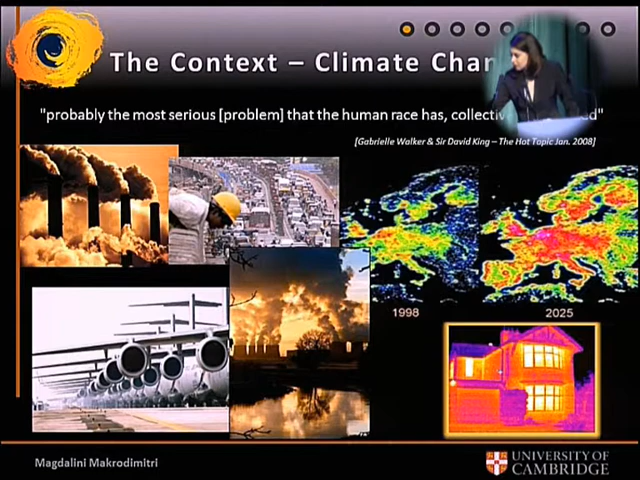 The Context – Climate Chan
"probably the most serious [problem] that the human race has, collectiv d"
[Gabrielle Walker & Sir David King – The Hot Topic Jan. 2008]
1998
2025
Magdalini Makrodimitri
UNIVERSITY OF
CAMBRIDGE